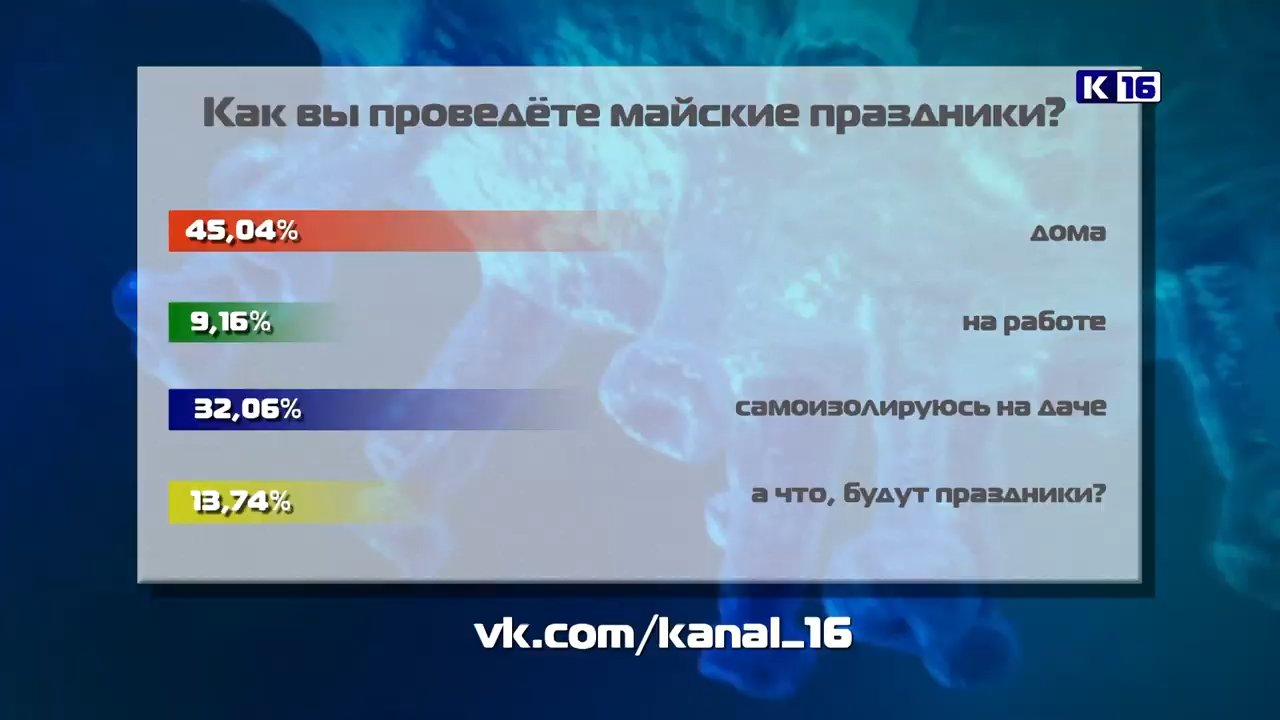 К 16
Как вы проведёте майские праздники?
45,04% дома
9,16% на работе
32,06% самоизолируюсь на даче
13,74% а что, будут праздники?
vk.com/kanal_16